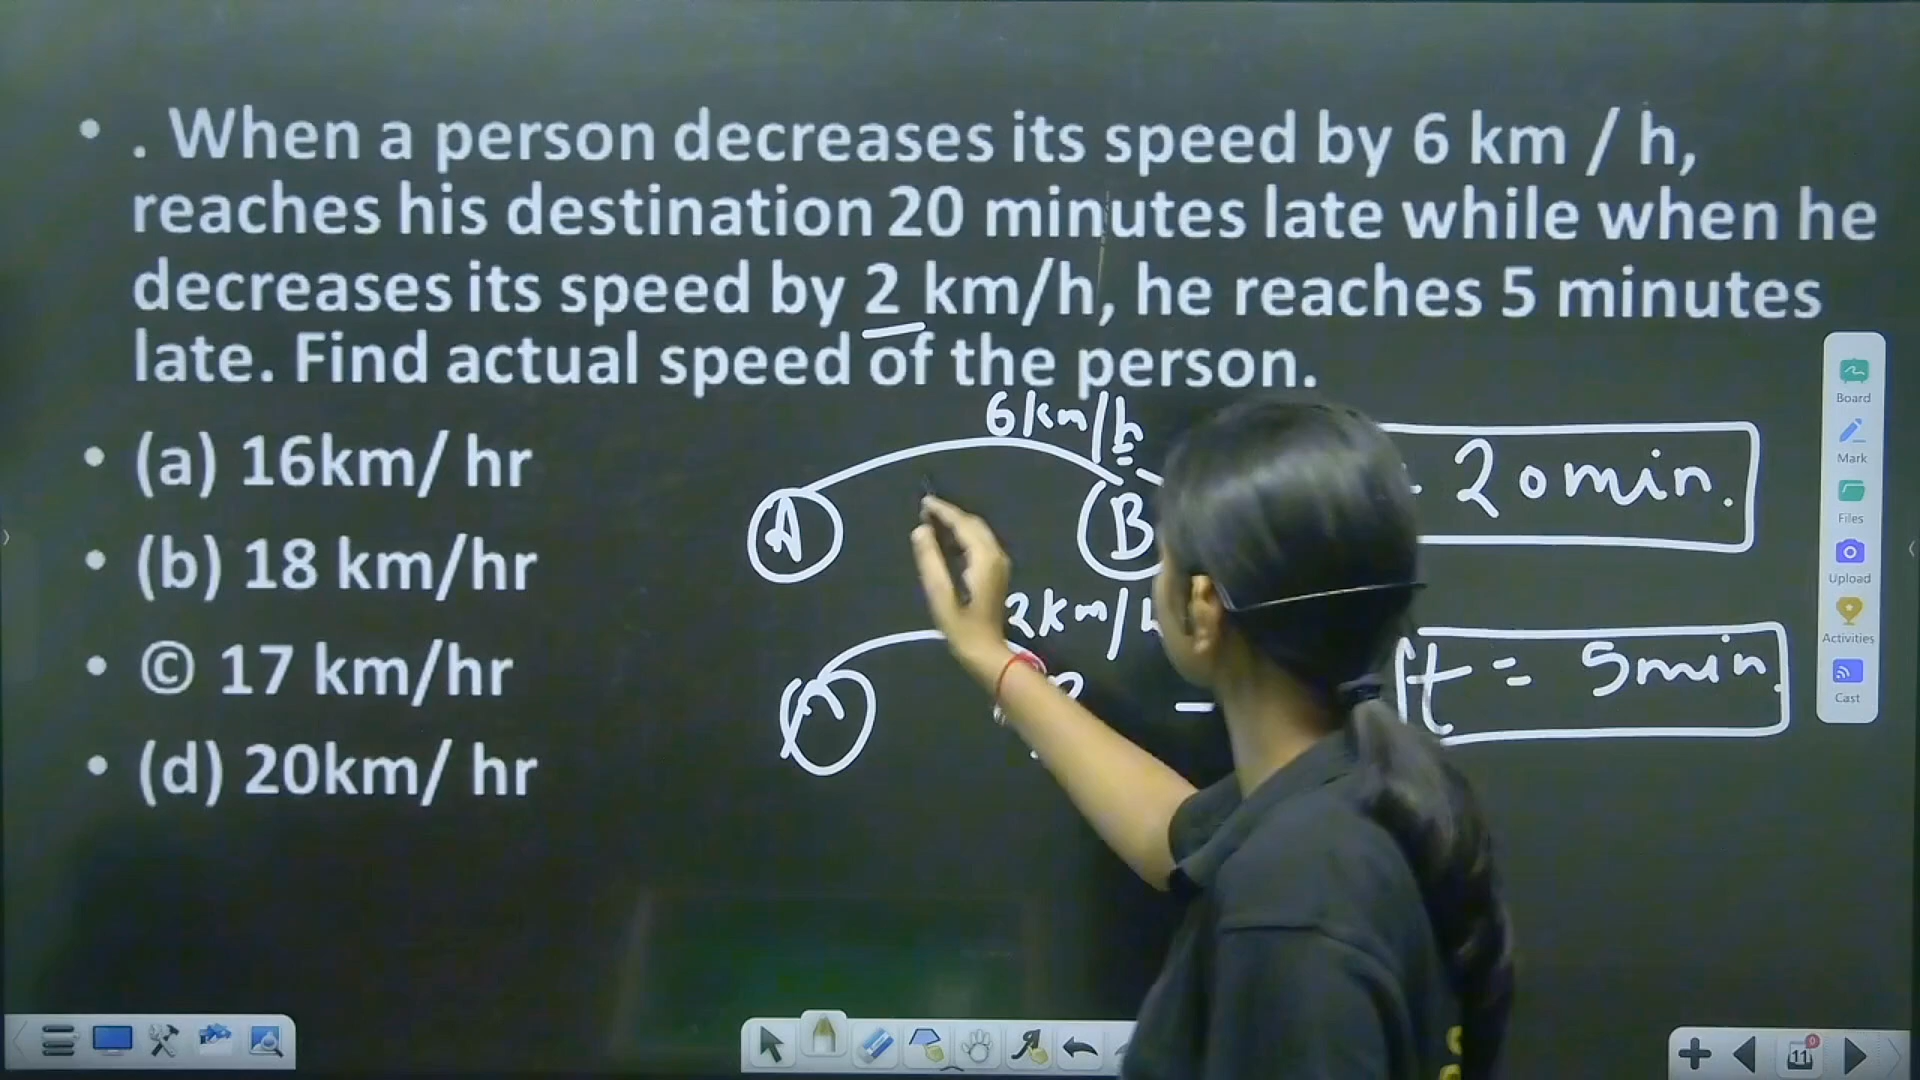 . When a person decreases its speed by 6 km / h,
reaches his destination 20 minutes late while when he
decreases its speed by 2 km/h, he reaches 5 minutes
late. Find actual speed of the person.
(a) 16km/ hr
(b) 18 km/hr
© 17 km/hr
(d) 20km/ hr
6km/h
A B
20min.
2km/h
t = 5min.
Board
Mark
Files
Upload
Activities
Cast
11